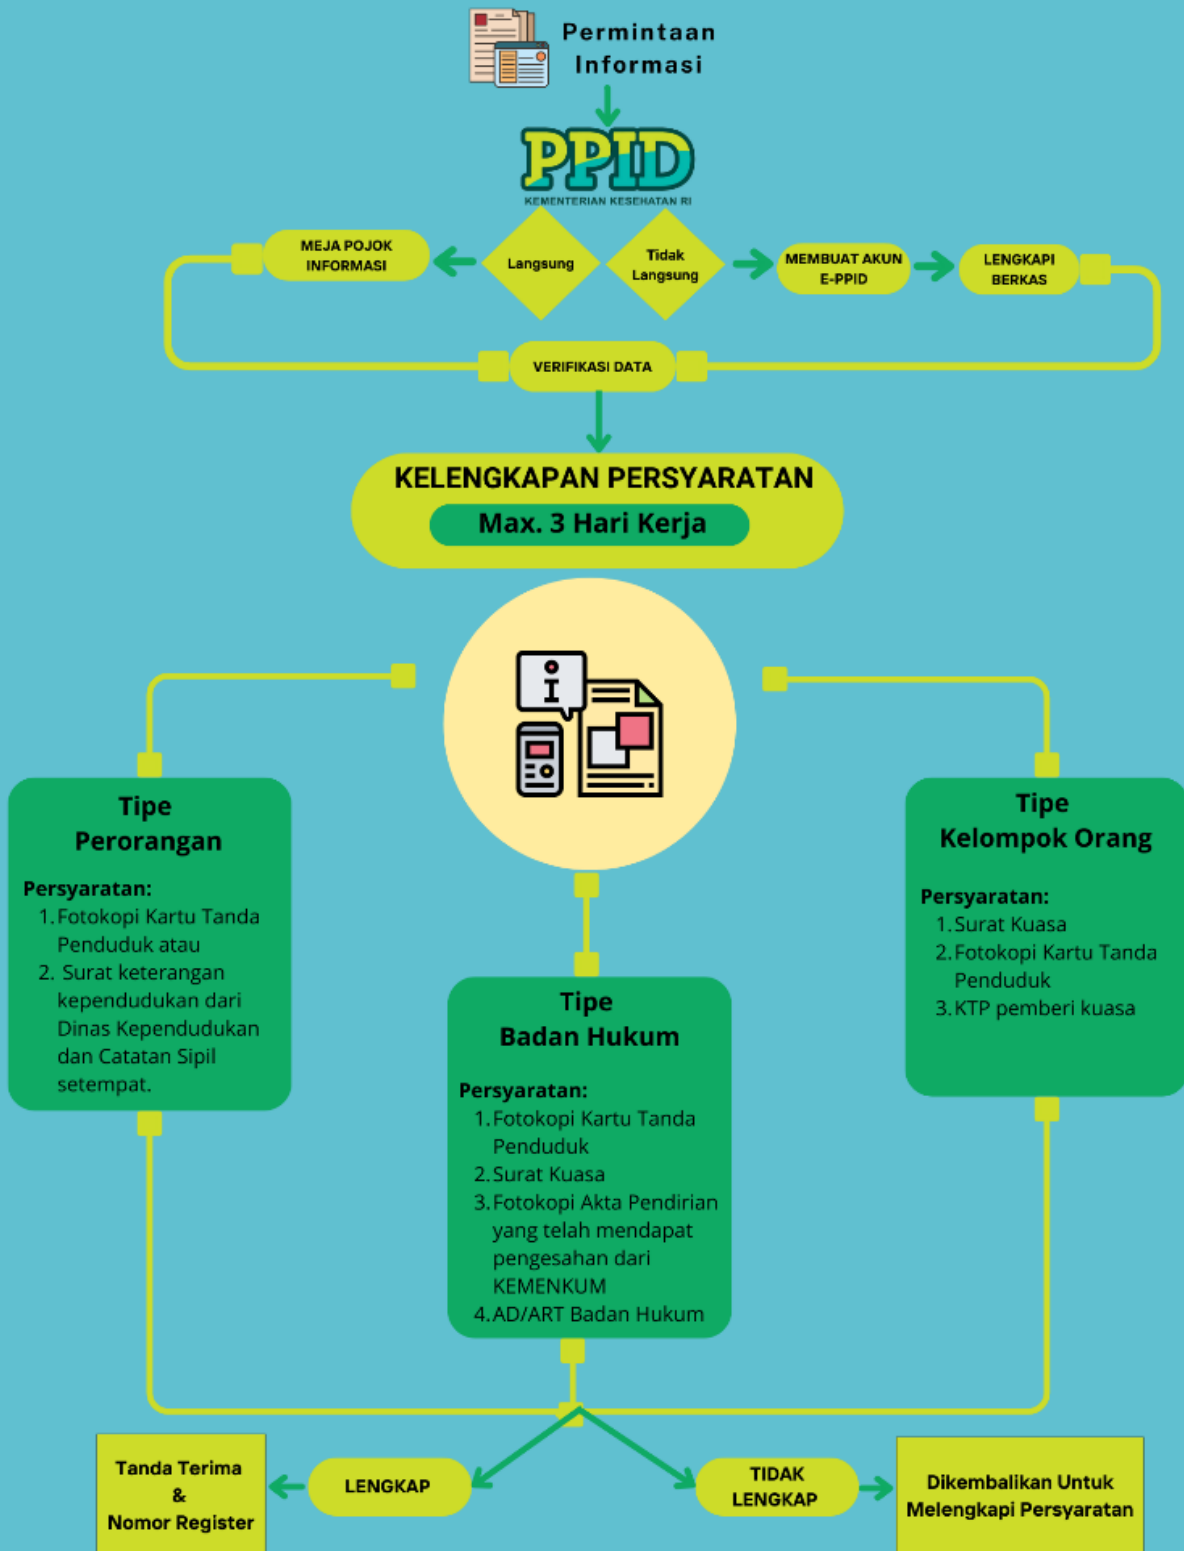 Permintaan
Informasi
PPID
KEMENTERIAN KESEHATAN RI
MEJA POJOK
INFORMASI
Langsung
Tidak
Langsung
MEMBUAT AKUN
E-PPID
LENGKAPI
BERKAS
VERIFIKASI DATA
KELENGKAPAN PERSYARATAN
Max. 3 Hari Kerja
i
Tipe
Perorangan
Persyaratan:
1. Fotokopi Kartu Tanda
Penduduk atau
2. Surat keterangan
kependudukan dari
Dinas Kependudukan
dan Catatan Sipil
setempat.
Tipe
Badan Hukum
Persyaratan:
1. Fotokopi Kartu Tanda
Penduduk
2. Surat Kuasa
3. Fotokopi Akta Pendirian
yang telah mendapat
pengesahan dari
KEMENKUM
4. AD/ART Badan Hukum
Tipe
Kelompok Orang
Persyaratan:
1. Surat Kuasa
2. Fotokopi Kartu Tanda
Penduduk
3. KTP pemberi kuasa
Tanda Terima
&
Nomor Register
LENGKAP
TIDAK
LENGKAP
Dikembalikan Untuk
Melengkapi Persyaratan